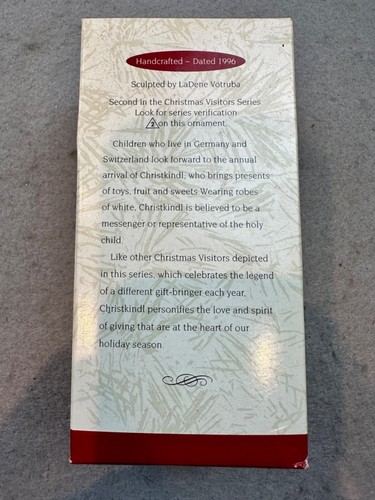 Handcrafted – Dated 1996
Sculpted by LaDene Votruba
Second In the Christmas Visitors Series
Look for series verification
2 on this ornament.
Children who live in Germany and
Switzerland look forward to the annual
arrival of Christkindl, who brings presents
of toys, fruit and sweets Wearing robes
of white, Christkindl is believed to be a
messenger or representative of the holy
child.
Like other Christmas Visitors depicted
in this series, which celebrates the legend
of a different gift-bringer each year,
Christkindl personifies the love and spirit
of giving that are at the heart of our
holiday season